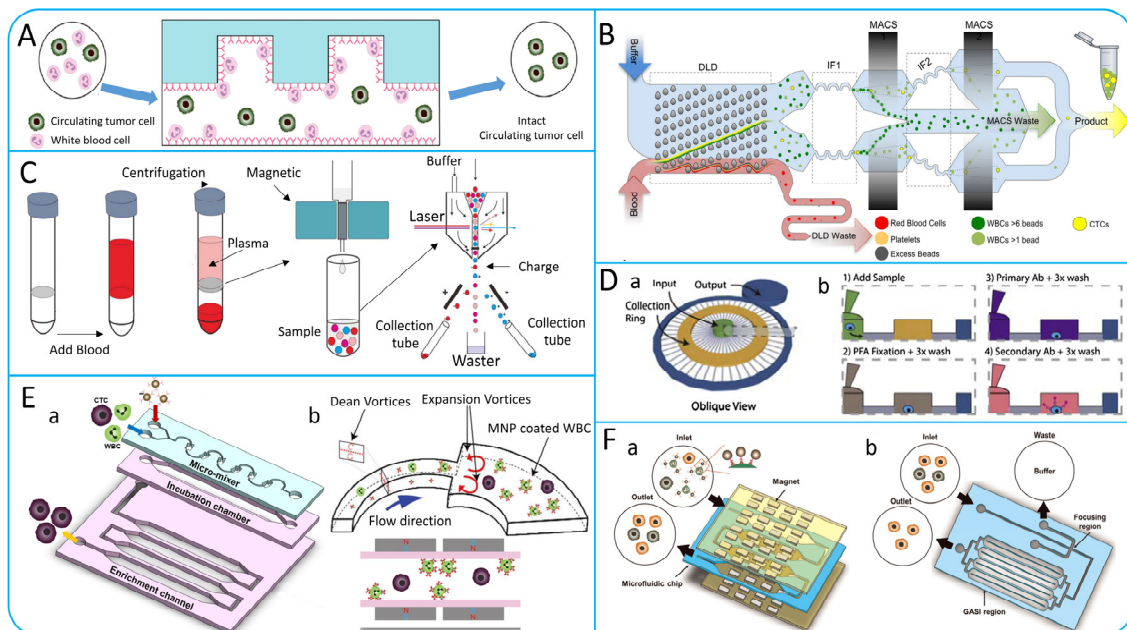 A
Circulating tumor cell
White blood cell
Intact
Circulating tumor cell
B
Buffer
Blood
DLD
IF1
MACS
1
IF2
MACS
2
MACS Waste
Product
DLD Waste
Red Blood Cells
Platelets
Excess Beads
WBCs >6 beads
WBCs >1 bead
CTCs
C
Centrifugation
Plasma
Add Blood
Magnetic
Sample
Buffer
Laser
Charge
+
-
Collection
tube
Waster
Collection
tube
D
a
Input
Output
Collection
Ring
Oblique View
b
1) Add Sample
3) Primary Ab + 3x wash
2) PFA Fixation + 3x wash
4) Secondary Ab + 3x wash
E
a
CTC
WBC
Micro-mixer
Incubation chamber
Enrichment channel
b
Dean Vortices
Expansion Vortices
MNP coated WBC
Flow direction
N
N
N
N
F
a
Inlet
Outlet
Magnet
Microfluidic chip
b
Inlet
Outlet
Waste
Buffer
Focusing
region
GASI region